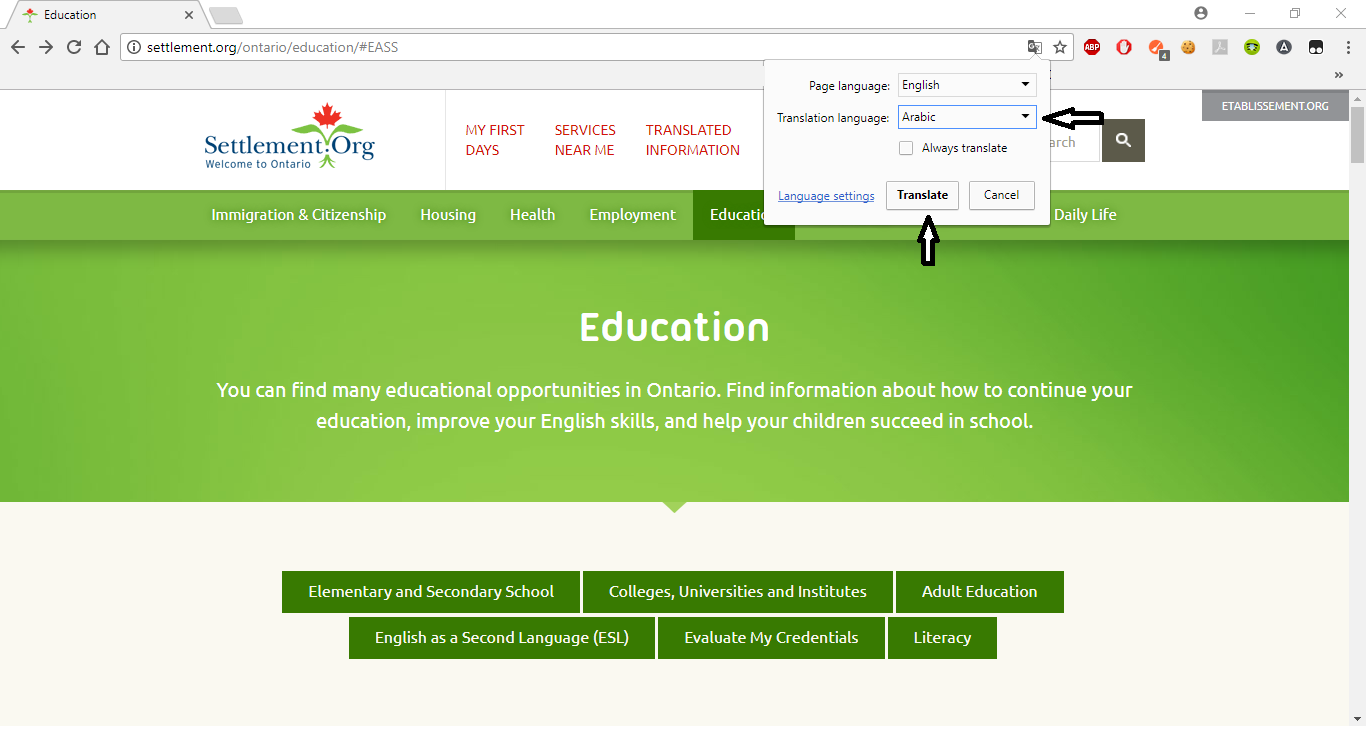 Education
settlement.org/ontario/education/#EASS
ABP
4
A
Page language: English
Translation language: Arabic
Always translate
Language settings Translate Cancel
ETABLISSEMENT.ORG
Settlement.Org
Welcome to Ontario
MY FIRST DAYS
SERVICES NEAR ME
TRANSLATED INFORMATION
earch
Immigration & Citizenship Housing Health Employment Education Daily Life
Education
You can find many educational opportunities in Ontario. Find information about how to continue your
education, improve your English skills, and help your children succeed in school.
Elementary and Secondary School Colleges, Universities and Institutes Adult Education
English as a Second Language (ESL) Evaluate My Credentials Literacy